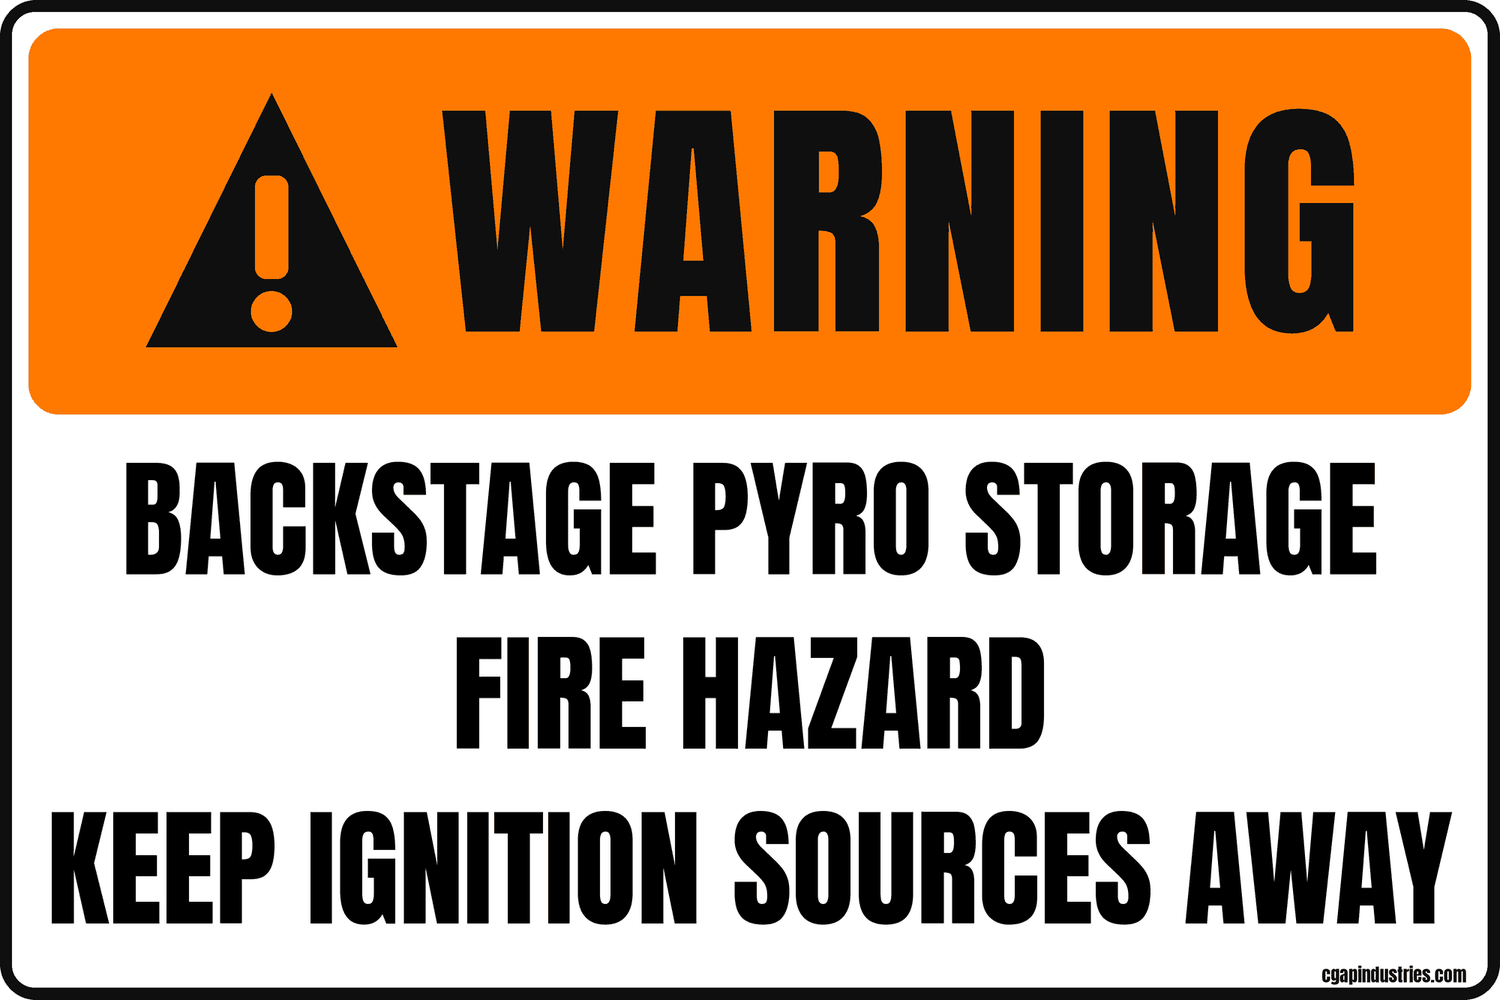 WARNING
BACKSTAGE PYRO STORAGE
FIRE HAZARD
KEEP IGNITION SOURCES AWAY
cgapindustries.com